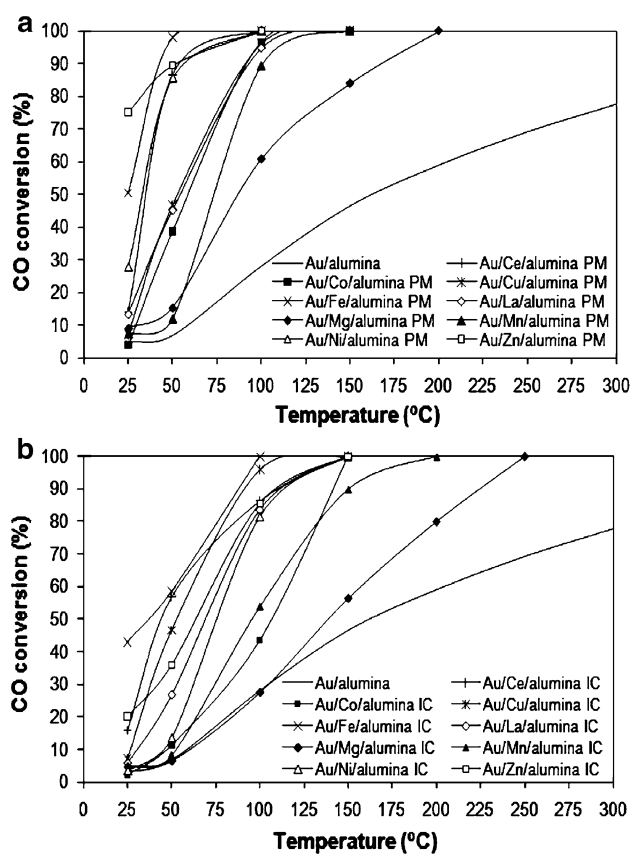 a
CO conversion (%)
100
90
80
70
60
50
40
30
20
10
0
Au/alumina
Au/Ce/alumina PM
Au/Co/alumina PM
Au/Cu/alumina PM
Au/Fe/alumina PM
Au/La/alumina PM
Au/Mg/alumina PM
Au/Mn/alumina PM
Au/Ni/alumina PM
Au/Zn/alumina PM
0 25 50 75 100 125 150 175 200 225 250 275 300
Temperature (ºC)
b
CO conversion (%)
100
90
80
70
60
50
40
30
20
10
0
Au/alumina
Au/Ce/alumina IC
Au/Co/alumina IC
Au/Cu/alumina IC
Au/Fe/alumina IC
Au/La/alumina IC
Au/Mg/alumina IC
Au/Mn/alumina IC
Au/Ni/alumina IC
Au/Zn/alumina IC
0 25 50 75 100 125 150 175 200 225 250 275 300
Temperature (ºC)